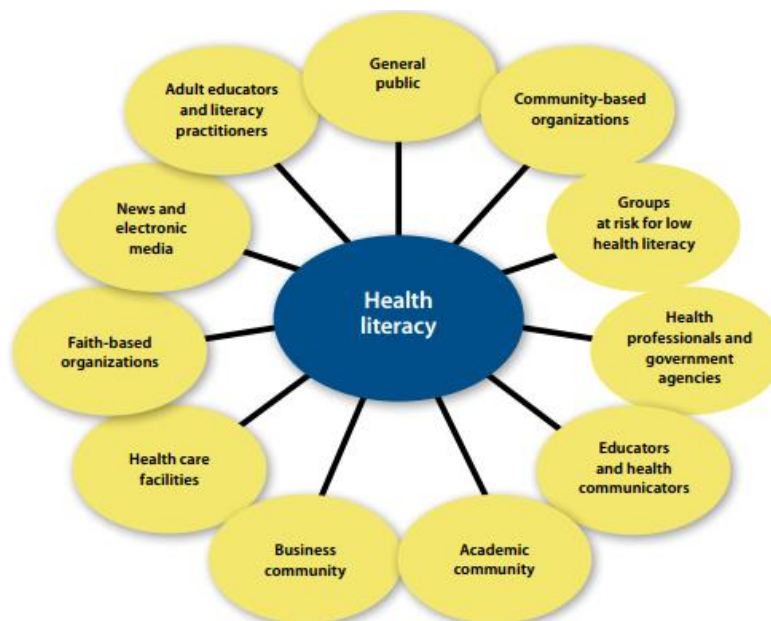 General
public
Community-based
organizations
Groups
at risk for low
health literacy
Health
professionals and
government
agencies
Educators
and health
communicators
Academic
community
Business
community
Health care
facilities
Faith-based
organizations
News and
electronic
media
Adult educators
and literacy
practitioners
Health
literacy